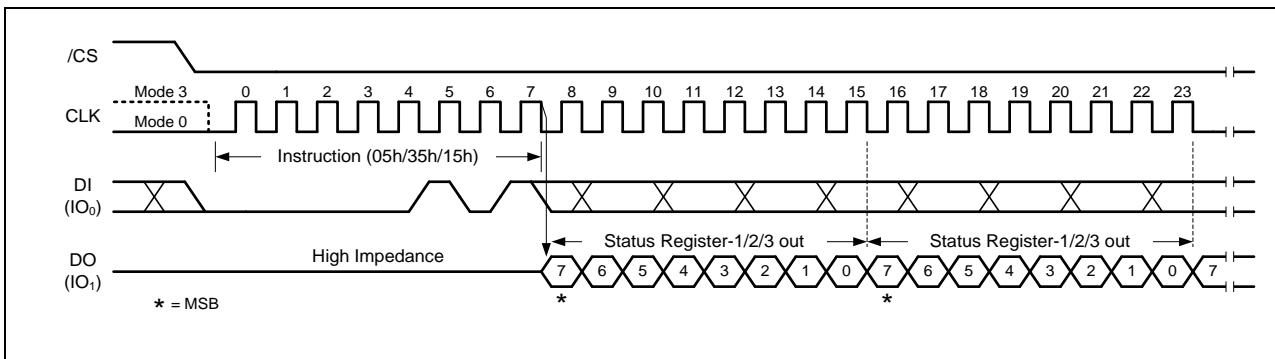 /CS
Mode 3 0 1 2 3 4 5 6 7 8 9 10 11 12 13 14 15 16 17 18 19 20 21 22 23
CLK
Mode 0
Instruction (05h/35h/15h)
DI
(IO₀)
Status Register-1/2/3 out Status Register-1/2/3 out
High Impedance
DO
(IO₁)
7 6 5 4 3 2 1 0 7 6 5 4 3 2 1 0 7
* *
* = MSB